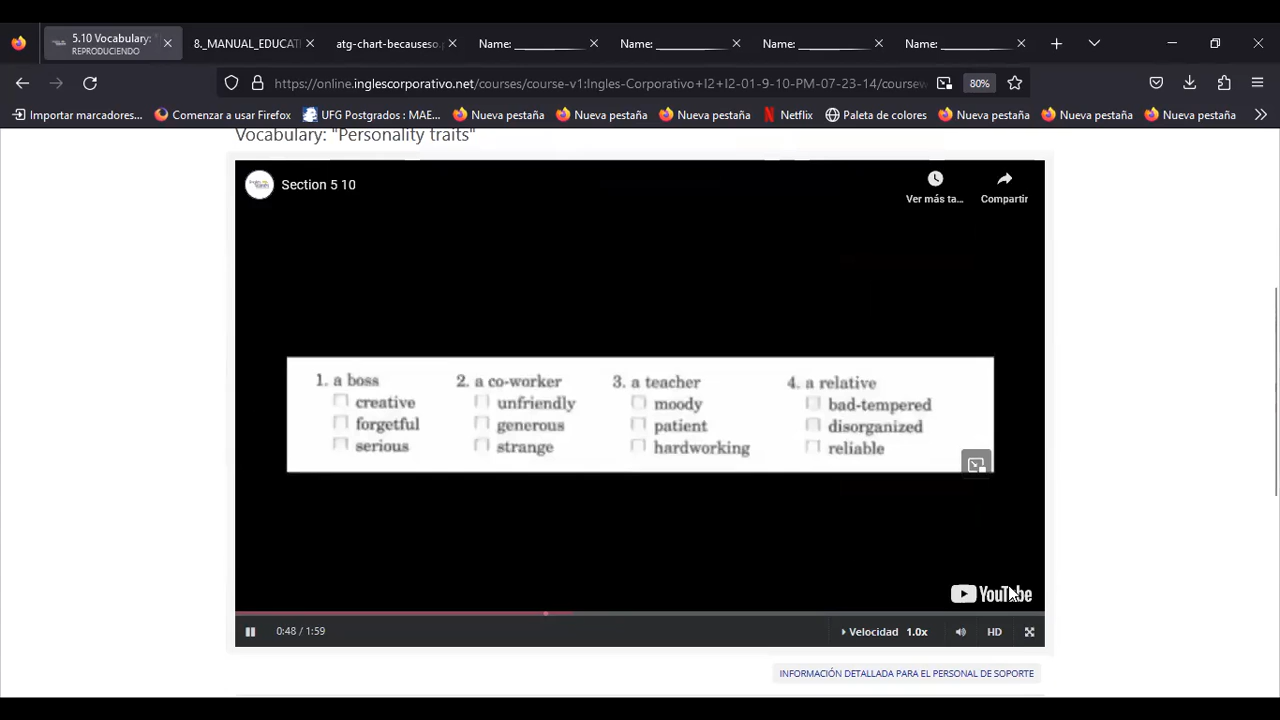 5.10 Vocabulary: "
REPRODUCIENDO
8._MANUAL_EDUCATI
atg-chart-becauseso.p
Name: ___________
Name: ___________
Name: ___________
Name: ___________
80%
https://online.inglescorporativo.net/courses/course-v1:Ingles-Corporativo+I2+I2-01-9-10-PM-07-23-14/coursew
Importar marcadores...
Comenzar a usar Firefox
UFG Postgrados : MAE...
Nueva pestaña
Nueva pestaña
Nueva pestaña
Netflix
Paleta de colores
Nueva pestaña
Nueva pestaña
Nueva pestaña
Vocabulary: "Personality traits"
Section 5 10
Ver más ta...
Compartir
1. a boss
creative
forgetful
serious
2. a co-worker
unfriendly
generous
strange
3. a teacher
moody
patient
hardworking
4. a relative
bad-tempered
disorganized
reliable
YouTube
0:48 / 1:59
Velocidad 1.0x
HD
INFORMACIÓN DETALLADA PARA EL PERSONAL DE SOPORTE